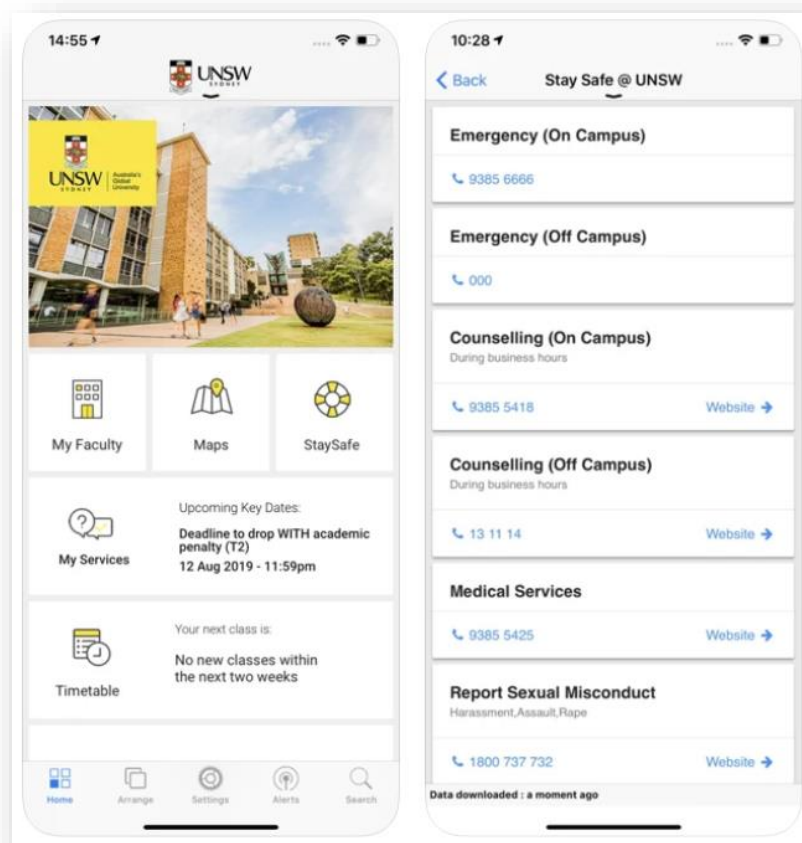 14:55
UNSW
SYDNEY
UNSW
SYDNEY
Australia's
Global
University
My Faculty
Maps
StaySafe
My Services
Upcoming Key Dates:
Deadline to drop WITH academic
penalty (T2)
12 Aug 2019 - 11:59pm
Timetable
Your next class is:
No new classes within
the next two weeks
Home
Arrange
Settings
Alerts
Search
10:28
Back
Stay Safe @ UNSW
Emergency (On Campus)
9385 6666
Emergency (Off Campus)
000
Counselling (On Campus)
During business hours
9385 5418 Website
Counselling (Off Campus)
During business hours
13 11 14 Website
Medical Services
9385 5425 Website
Report Sexual Misconduct
Harassment,Assault,Rape
1800 737 732 Website
Data downloaded : a moment ago